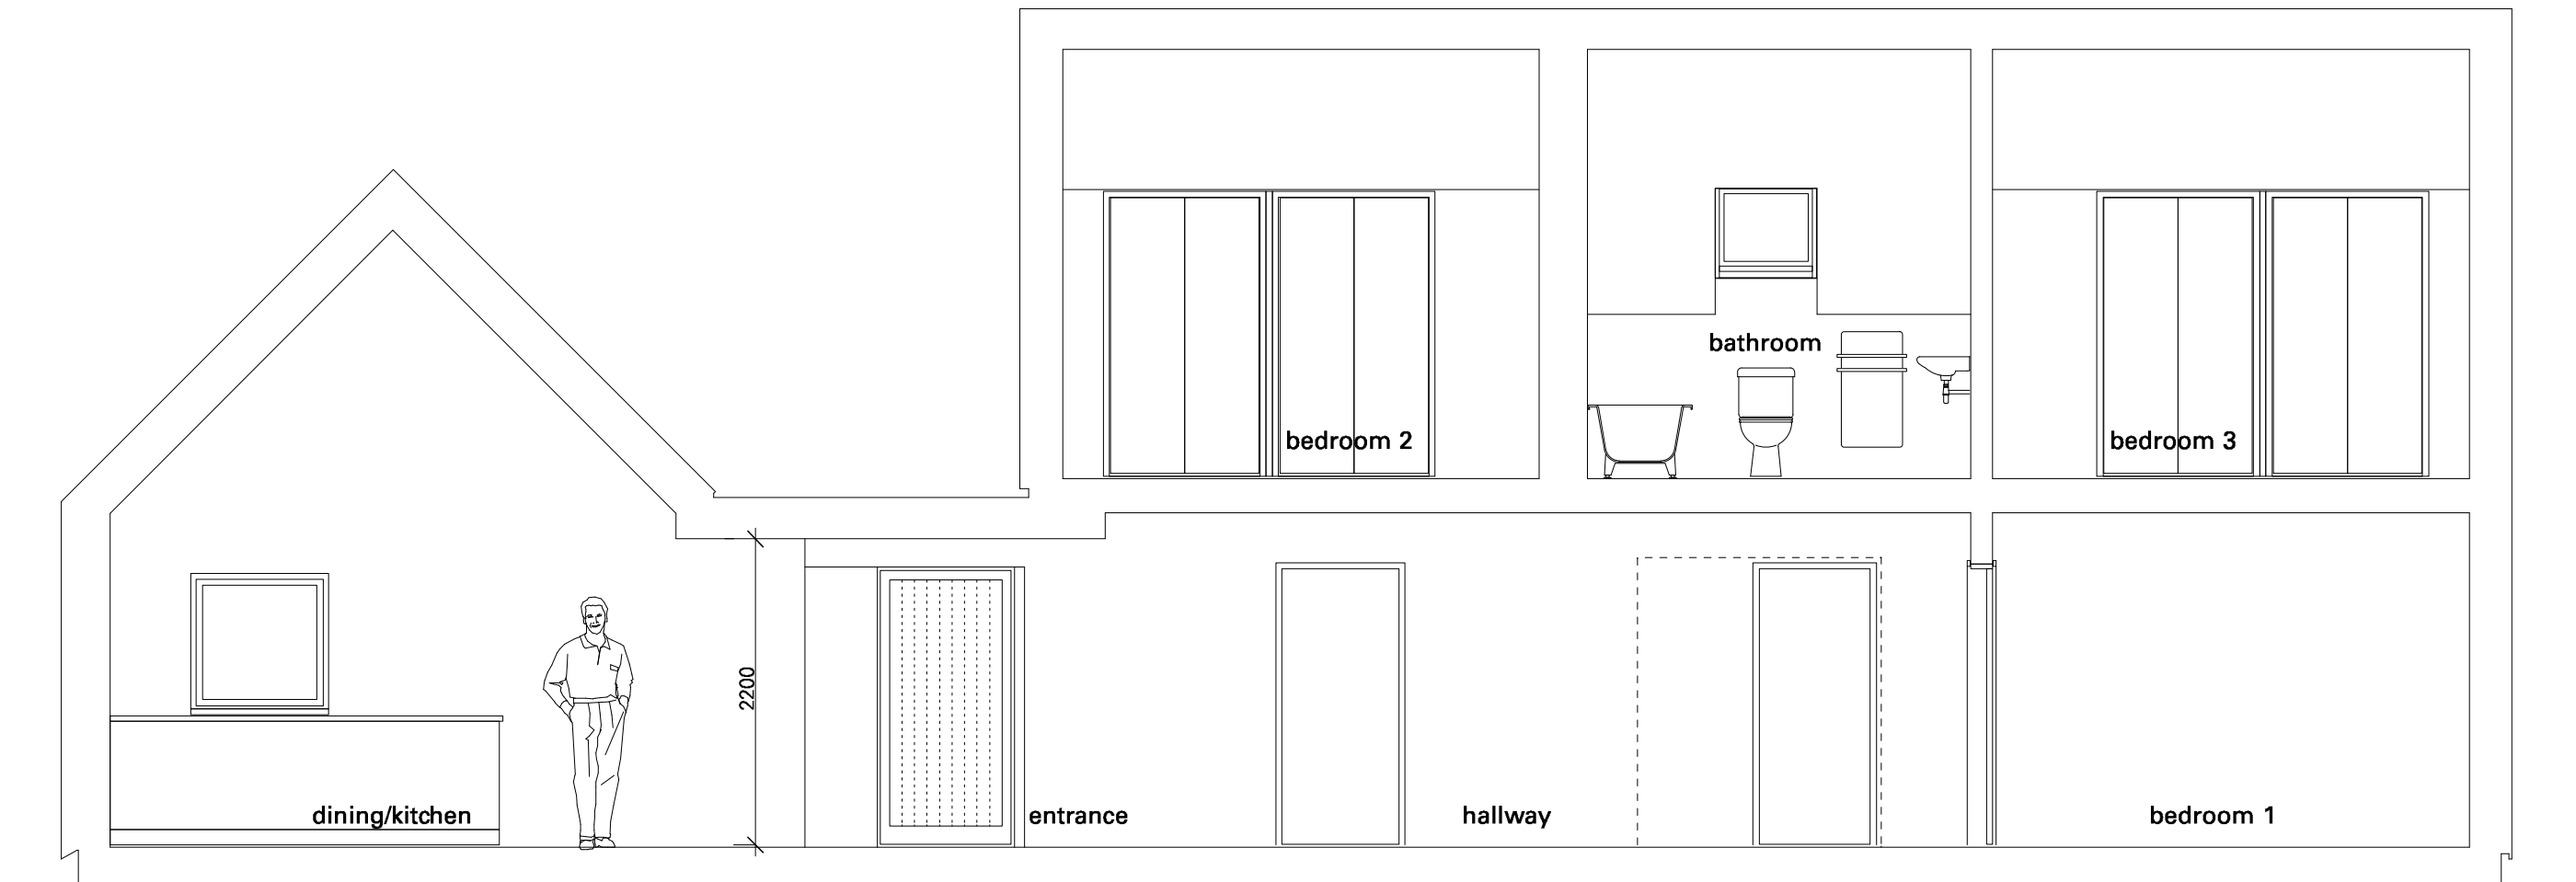 bathroom
bedroom 2
bedroom 3
2200
dining/kitchen
entrance
hallway
bedroom 1